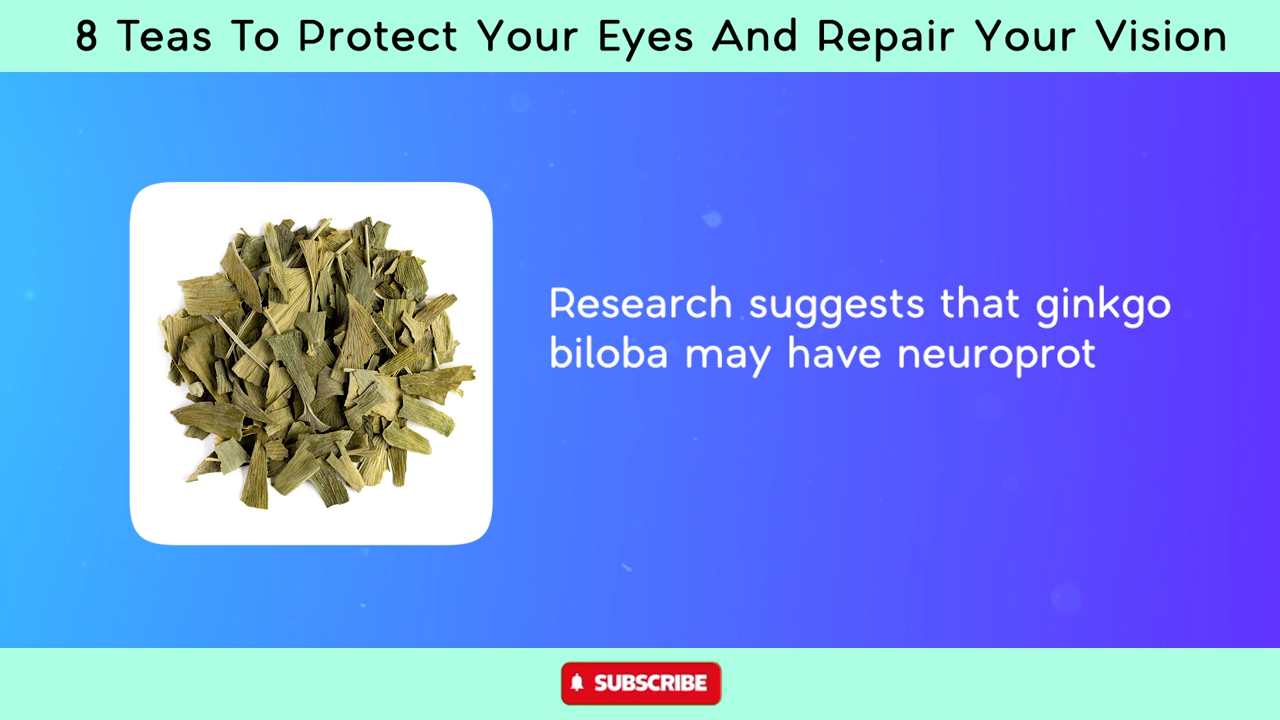 8 Teas To Protect Your Eyes And Repair Your Vision
Research suggests that ginkgo
biloba may have neuroprot
SUBSCRIBE